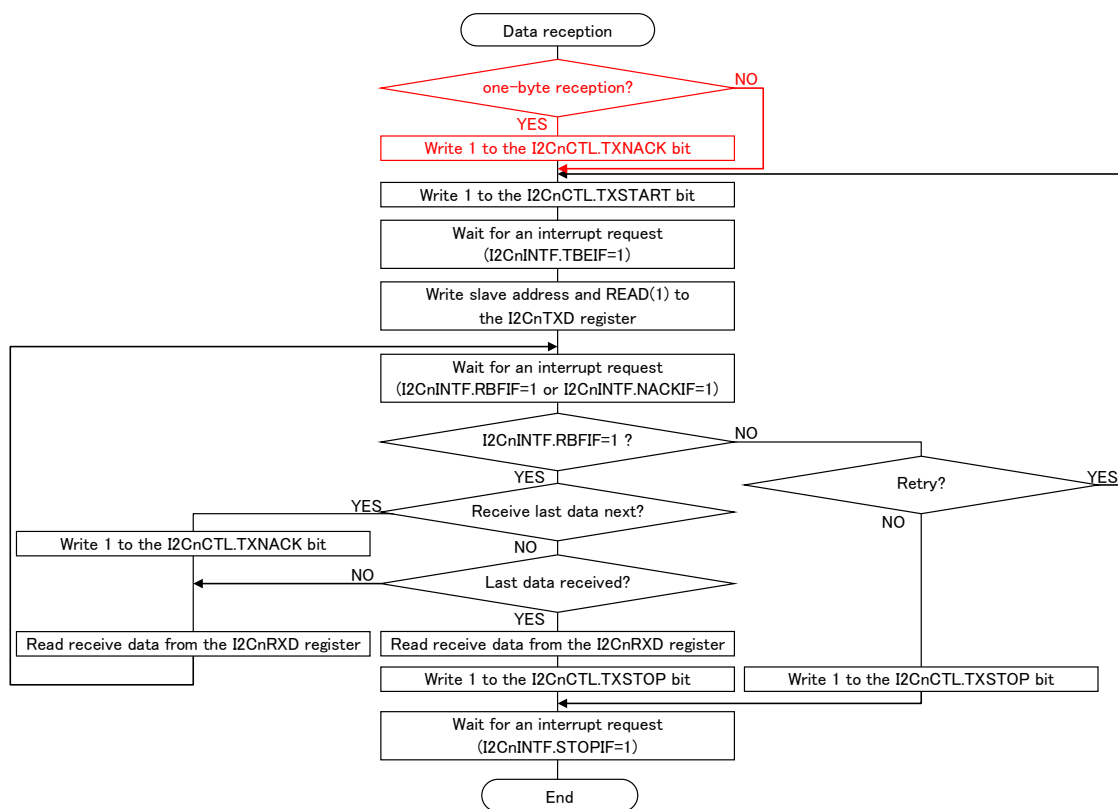 Data reception
one-byte reception?
NO
YES
Write 1 to the I2CnCTL.TXNACK bit
Write 1 to the I2CnCTL.TXSTART bit
Wait for an interrupt request
(I2CnINTF.TBEIF=1)
Write slave address and READ(1) to
the I2CnTXD register
Wait for an interrupt request
(I2CnINTF.RBFIF=1 or I2CnINTF.NACKIF=1)
I2CnINTF.RBFIF=1 ?
NO
YES
Retry?
YES
NO
Receive last data next?
YES
NO
Write 1 to the I2CnCTL.TXNACK bit
Last data received?
NO
YES
Read receive data from the I2CnRXD register
Read receive data from the I2CnRXD register
Write 1 to the I2CnCTL.TXSTOP bit
Write 1 to the I2CnCTL.TXSTOP bit
Wait for an interrupt request
(I2CnINTF.STOPIF=1)
End